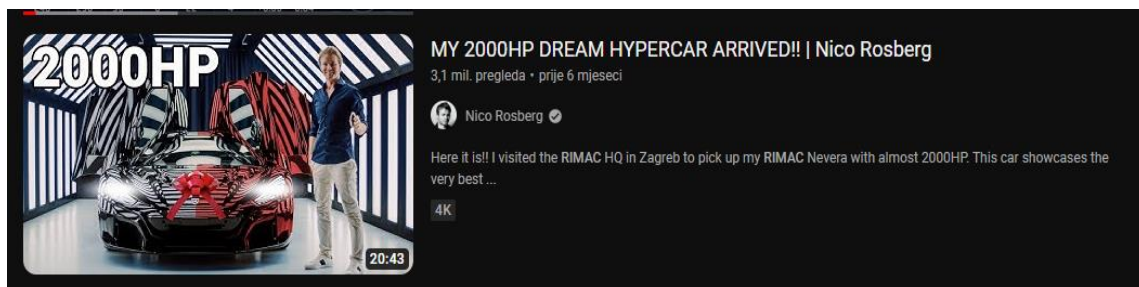 2000HP
20:43
MY 2000HP DREAM HYPERCAR ARRIVED!! | Nico Rosberg
3,1 mil. pregleda • prije 6 mjeseci
Nico Rosberg
Here it is!! I visited the RIMAC HQ in Zagreb to pick up my RIMAC Nevera with almost 2000HP. This car showcases the
very best ...
4K